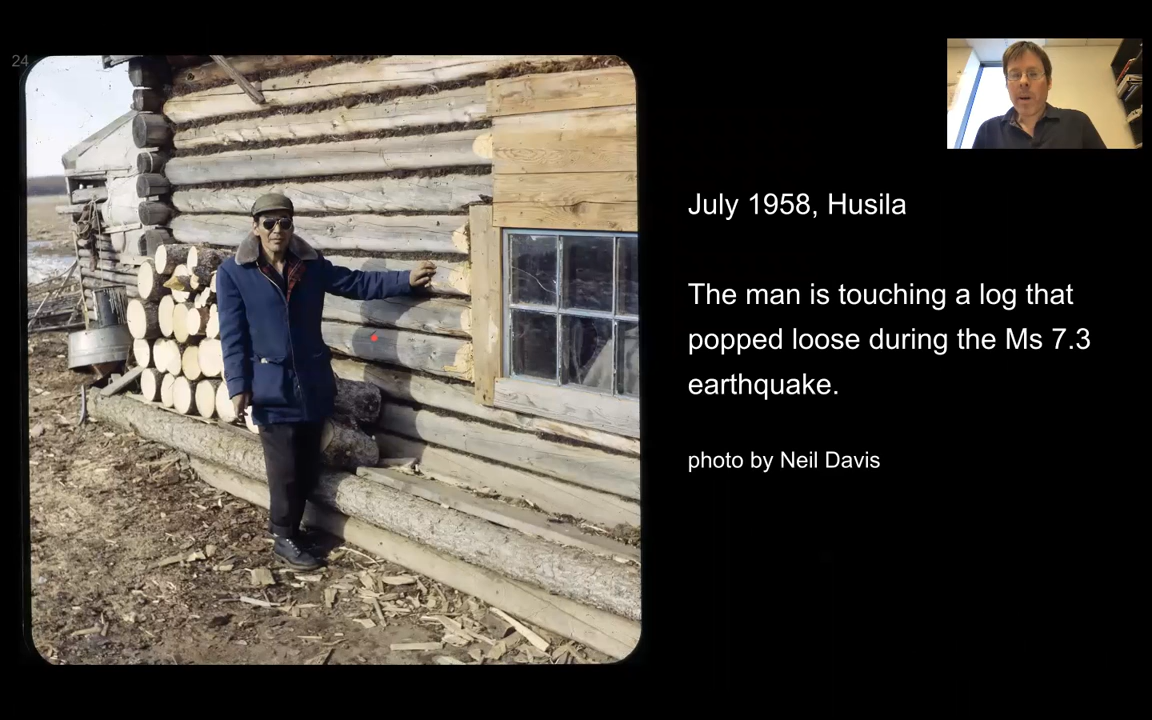 24
July 1958, Husila
The man is touching a log that
popped loose during the Ms 7.3
earthquake.
photo by Neil Davis